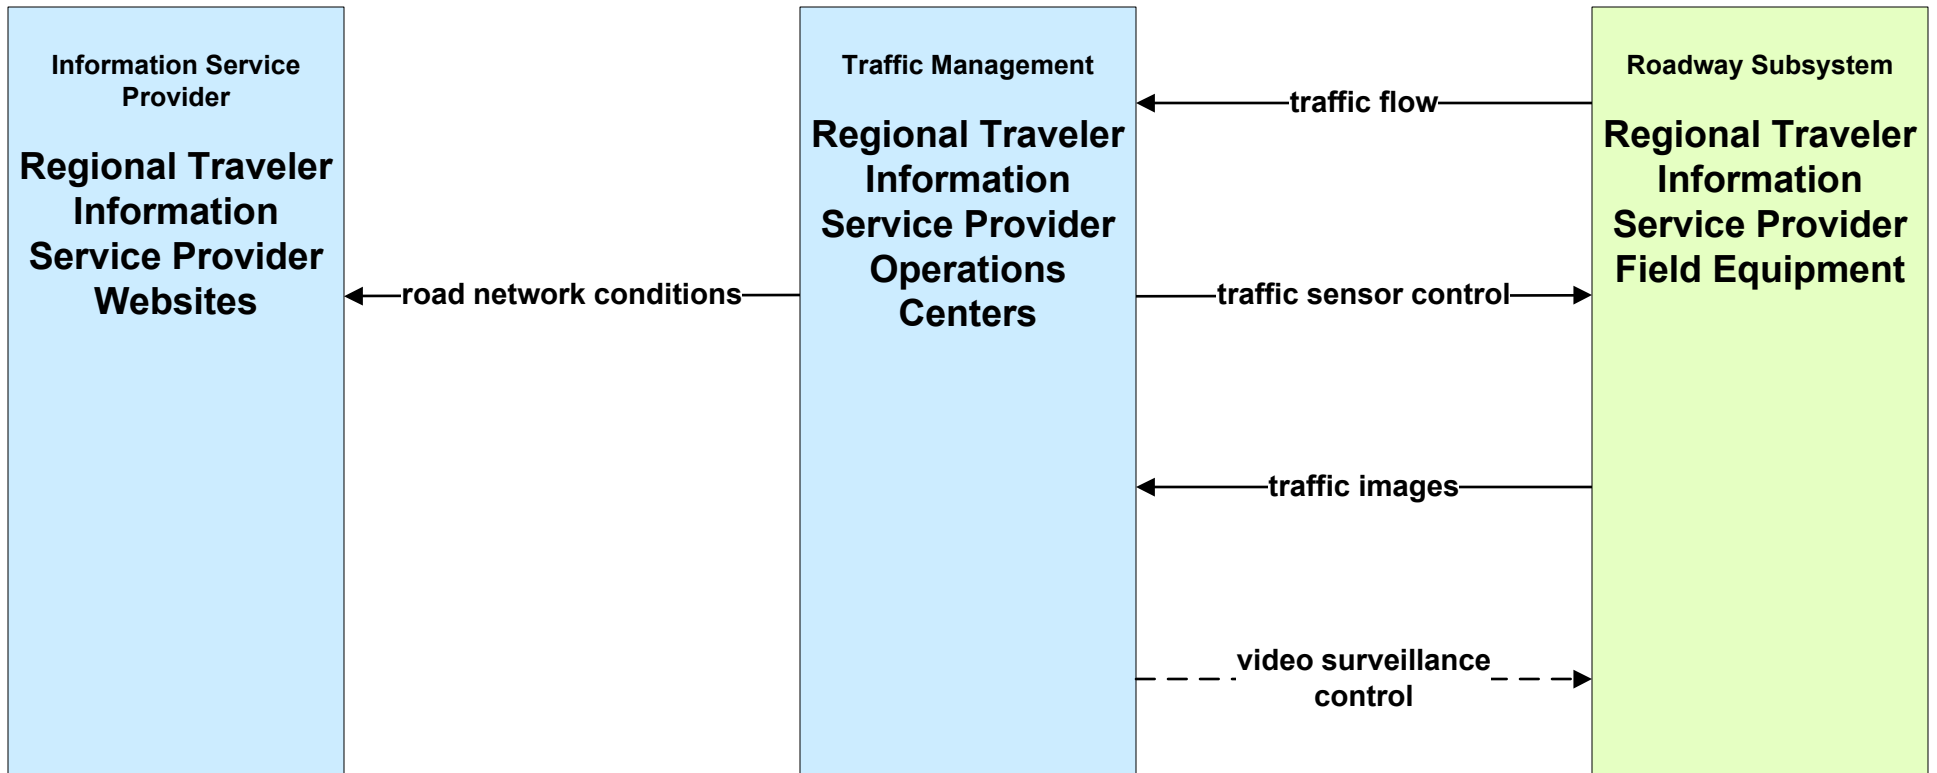 Information Service
Provider
Regional Traveler
Information
Service Provider
Websites
road network conditions
Traffic Management
Regional Traveler
Information
Service Provider
Operations
Centers
traffic flow
traffic sensor control
traffic images
video surveillance
control
Roadway Subsystem
Regional Traveler
Information
Service Provider
Field Equipment